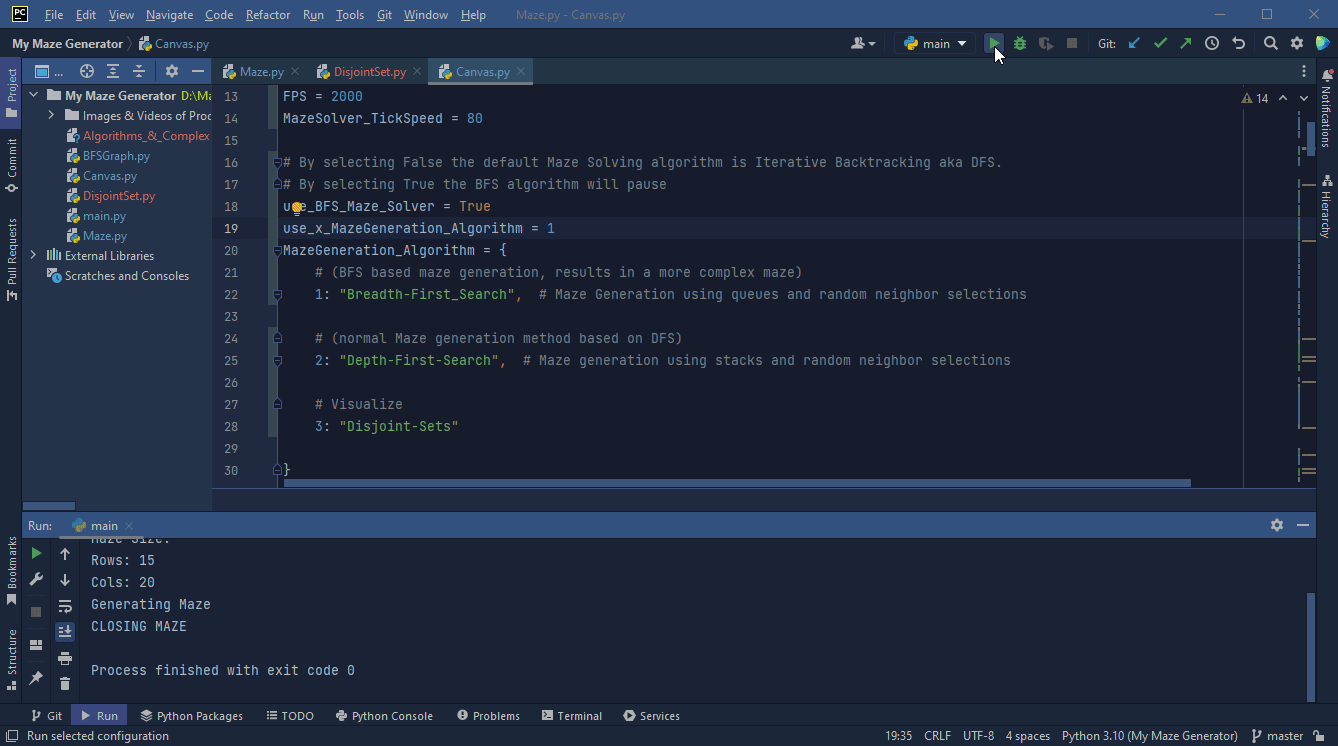 PC File Edit View Navigate Code Refactor Run Tools Git Window Help Maze.py - Canvas.py
My Maze Generator Canvas.py main Git:
Project
... Maze.py DisjointSet.py Canvas.py
My Maze Generator D:\Ma
Images & Videos of Proc
Algorithms_&_Complex
BFSGraph.py
Canvas.py
DisjointSet.py
main.py
Maze.py
External Libraries
Scratches and Consoles
Commit
Pull Requests
13 FPS = 2000
14 MazeSolver_TickSpeed = 80
15
16 # By selecting False the default Maze Solving algorithm is Iterative Backtracking aka DFS.
17 # By selecting True the BFS algorithm will pause
18 use_BFS_Maze_Solver = True
19 use_x_MazeGeneration_Algorithm = 1
20 MazeGeneration_Algorithm = {
21 # (BFS based maze generation, results in a more complex maze)
22 1: "Breadth-First_Search", # Maze Generation using queues and random neighbor selections
23
24 # (normal Maze generation method based on DFS)
25 2: "Depth-First-Search", # Maze generation using stacks and random neighbor selections
26
27 # Visualize
28 3: "Disjoint-Sets"
29
30 }
14
Notifications
Hierarchy
Run: main
Maze Size:
Rows: 15
Cols: 20
Generating Maze
CLOSING MAZE
Process finished with exit code 0
Bookmarks
Structure
Git Run Python Packages TODO Python Console Problems Terminal Services
Run selected configuration 19:35 CRLF UTF-8 4 spaces Python 3.10 (My Maze Generator) master